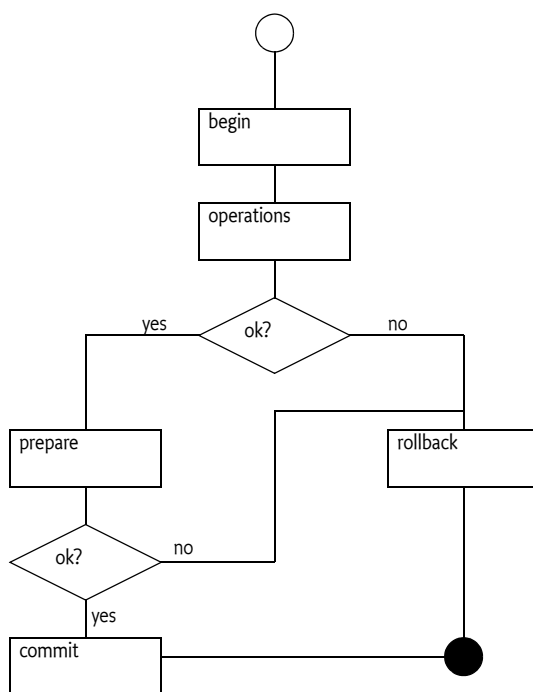 begin
operations
ok?
yes
no
prepare
rollback
ok?
no
yes
commit